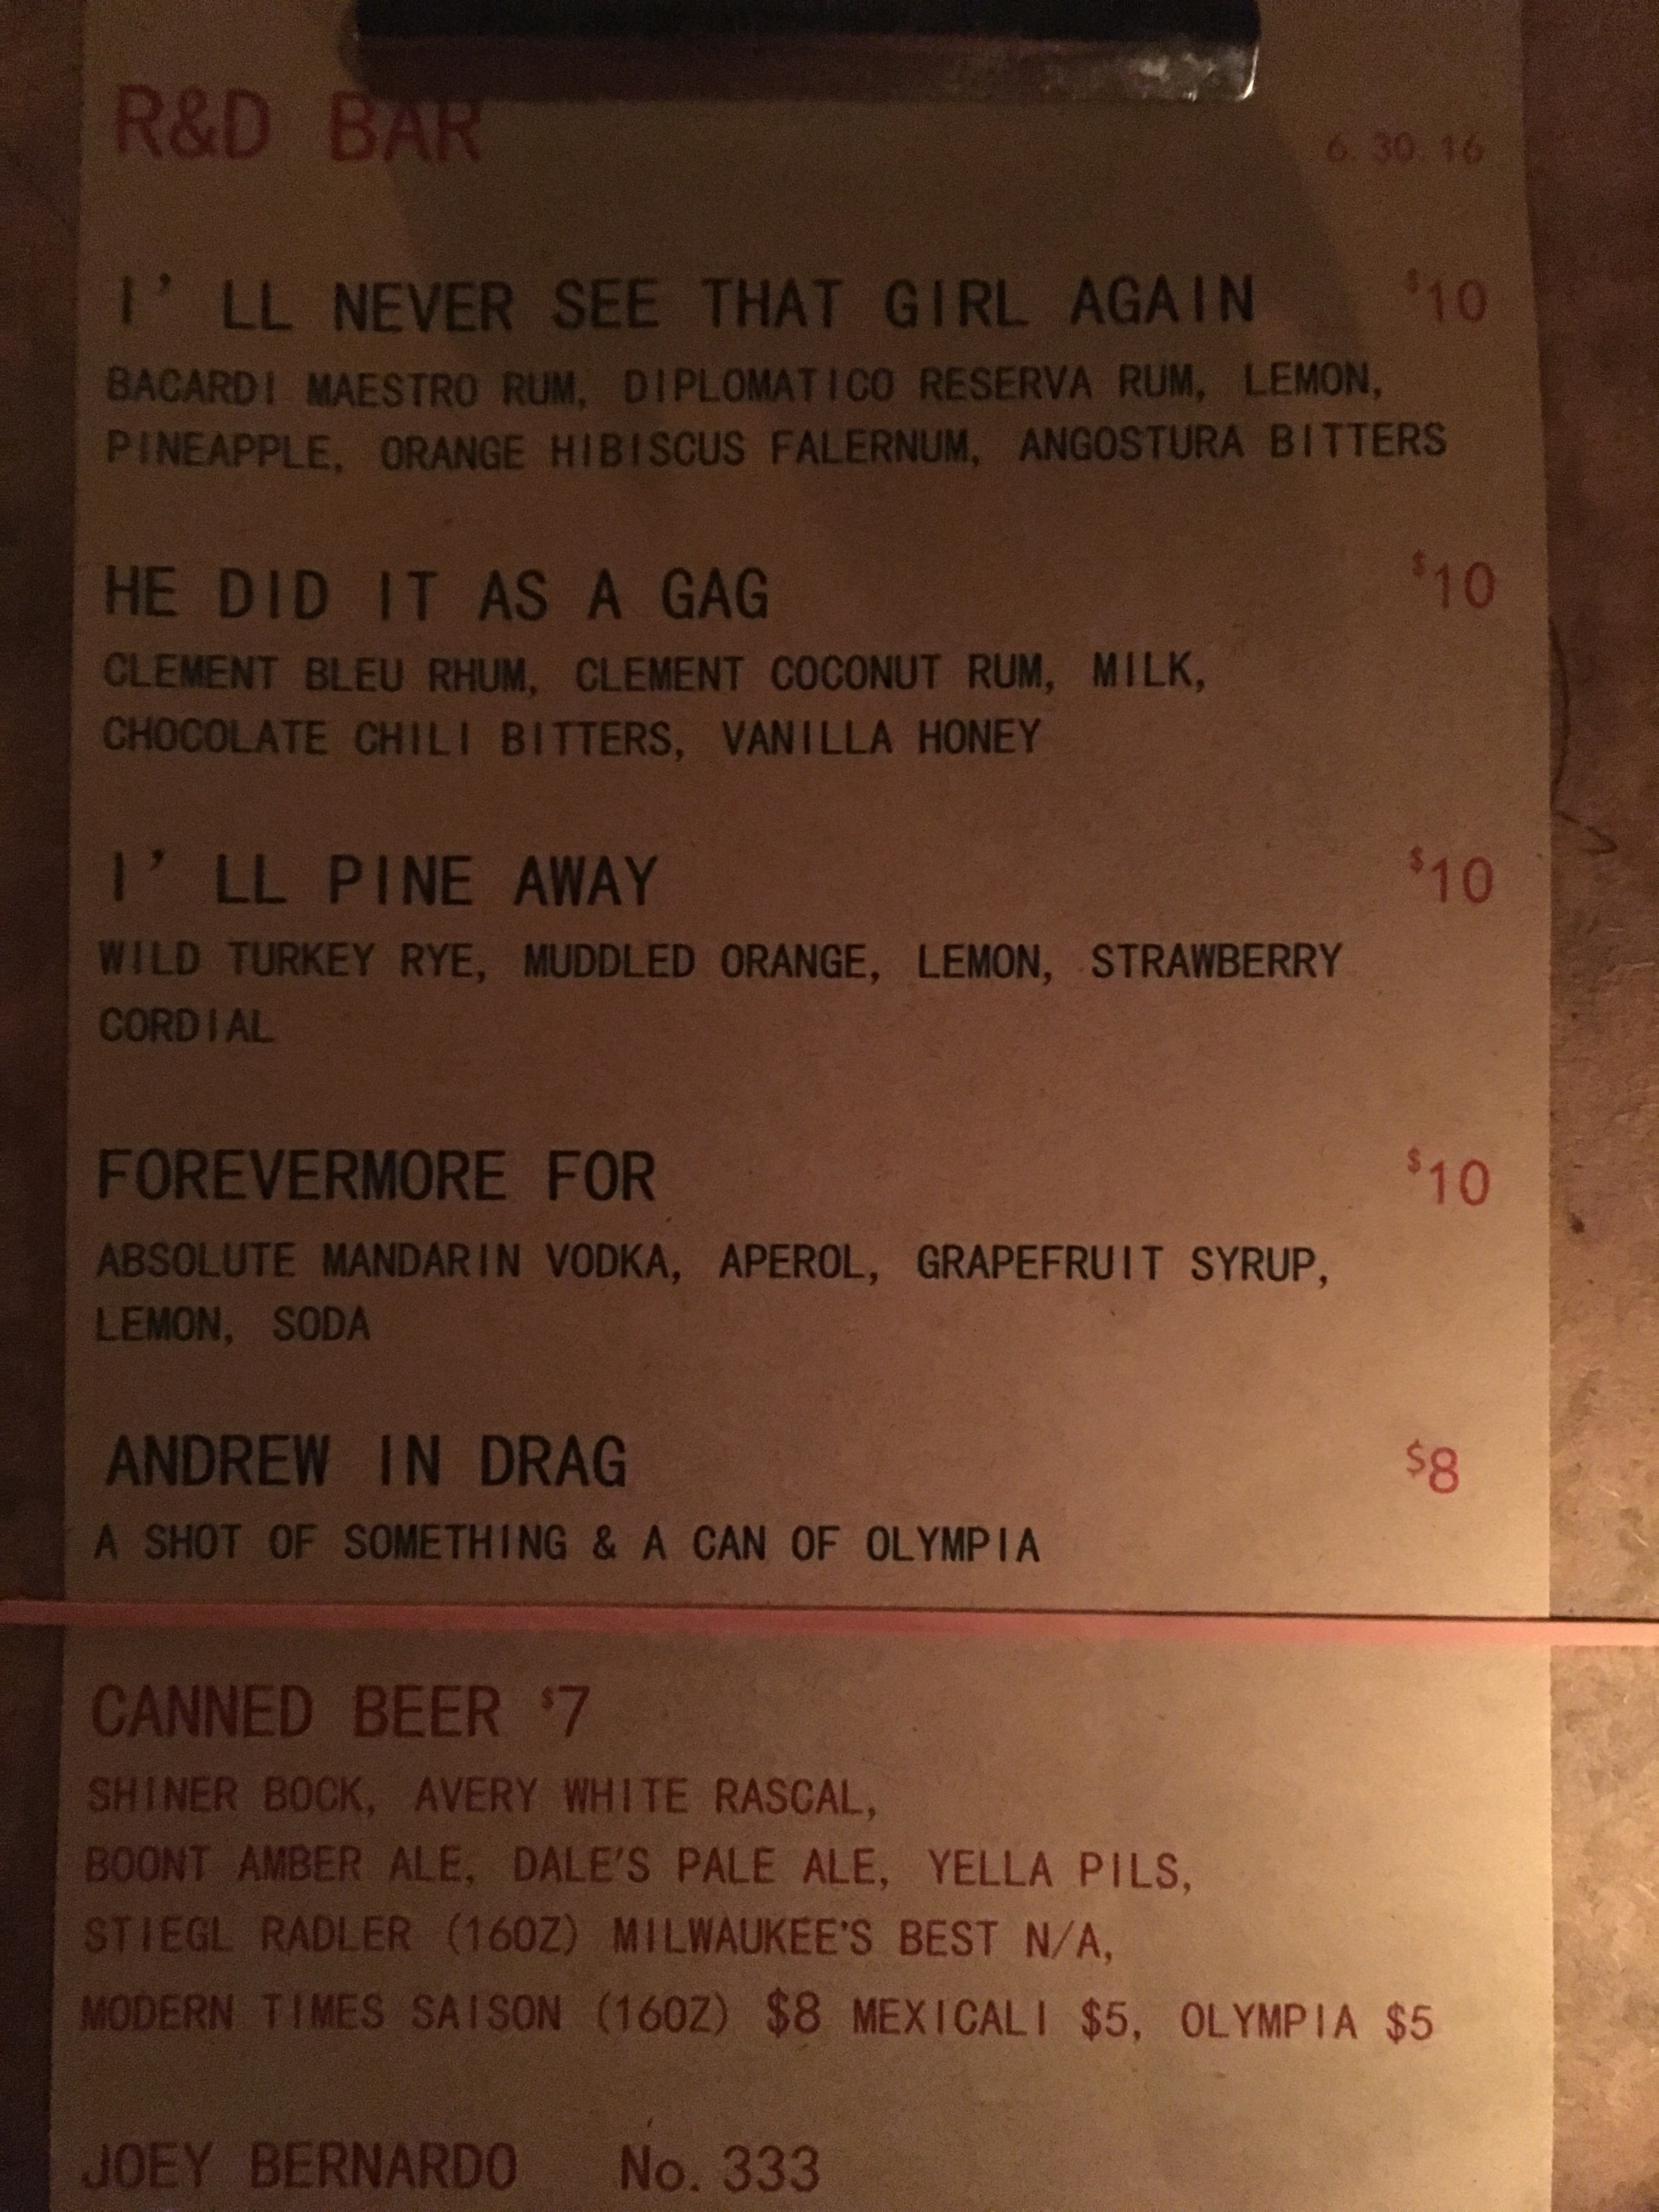 R&D BAR 6.30.16
I'LL NEVER SEE THAT GIRL AGAIN $10
BACARDI MAESTRO RUM, DIPLOMATICO RESERVA RUM, LEMON,
PINEAPPLE, ORANGE HIBISCUS FALERNUM, ANGOSTURA BITTERS
HE DID IT AS A GAG $10
CLEMENT BLEU RHUM, CLEMENT COCONUT RUM, MILK,
CHOCOLATE CHILI BITTERS, VANILLA HONEY
I'LL PINE AWAY $10
WILD TURKEY RYE, MUDDLED ORANGE, LEMON, STRAWBERRY
CORDIAL
FOREVERMORE FOR $10
ABSOLUTE MANDARIN VODKA, APEROL, GRAPEFRUIT SYRUP,
LEMON, SODA
ANDREW IN DRAG $8
A SHOT OF SOMETHING & A CAN OF OLYMPIA
CANNED BEER $7
SHINER BOCK, AVERY WHITE RASCAL,
BOONT AMBER ALE, DALE'S PALE ALE, YELLA PILS,
STIEGL RADLER (16OZ) MILWAUKEE'S BEST N/A,
MODERN TIMES SAISON (16OZ) $8 MEXICALI $5, OLYMPIA $5
JOEY BERNARDO No. 333